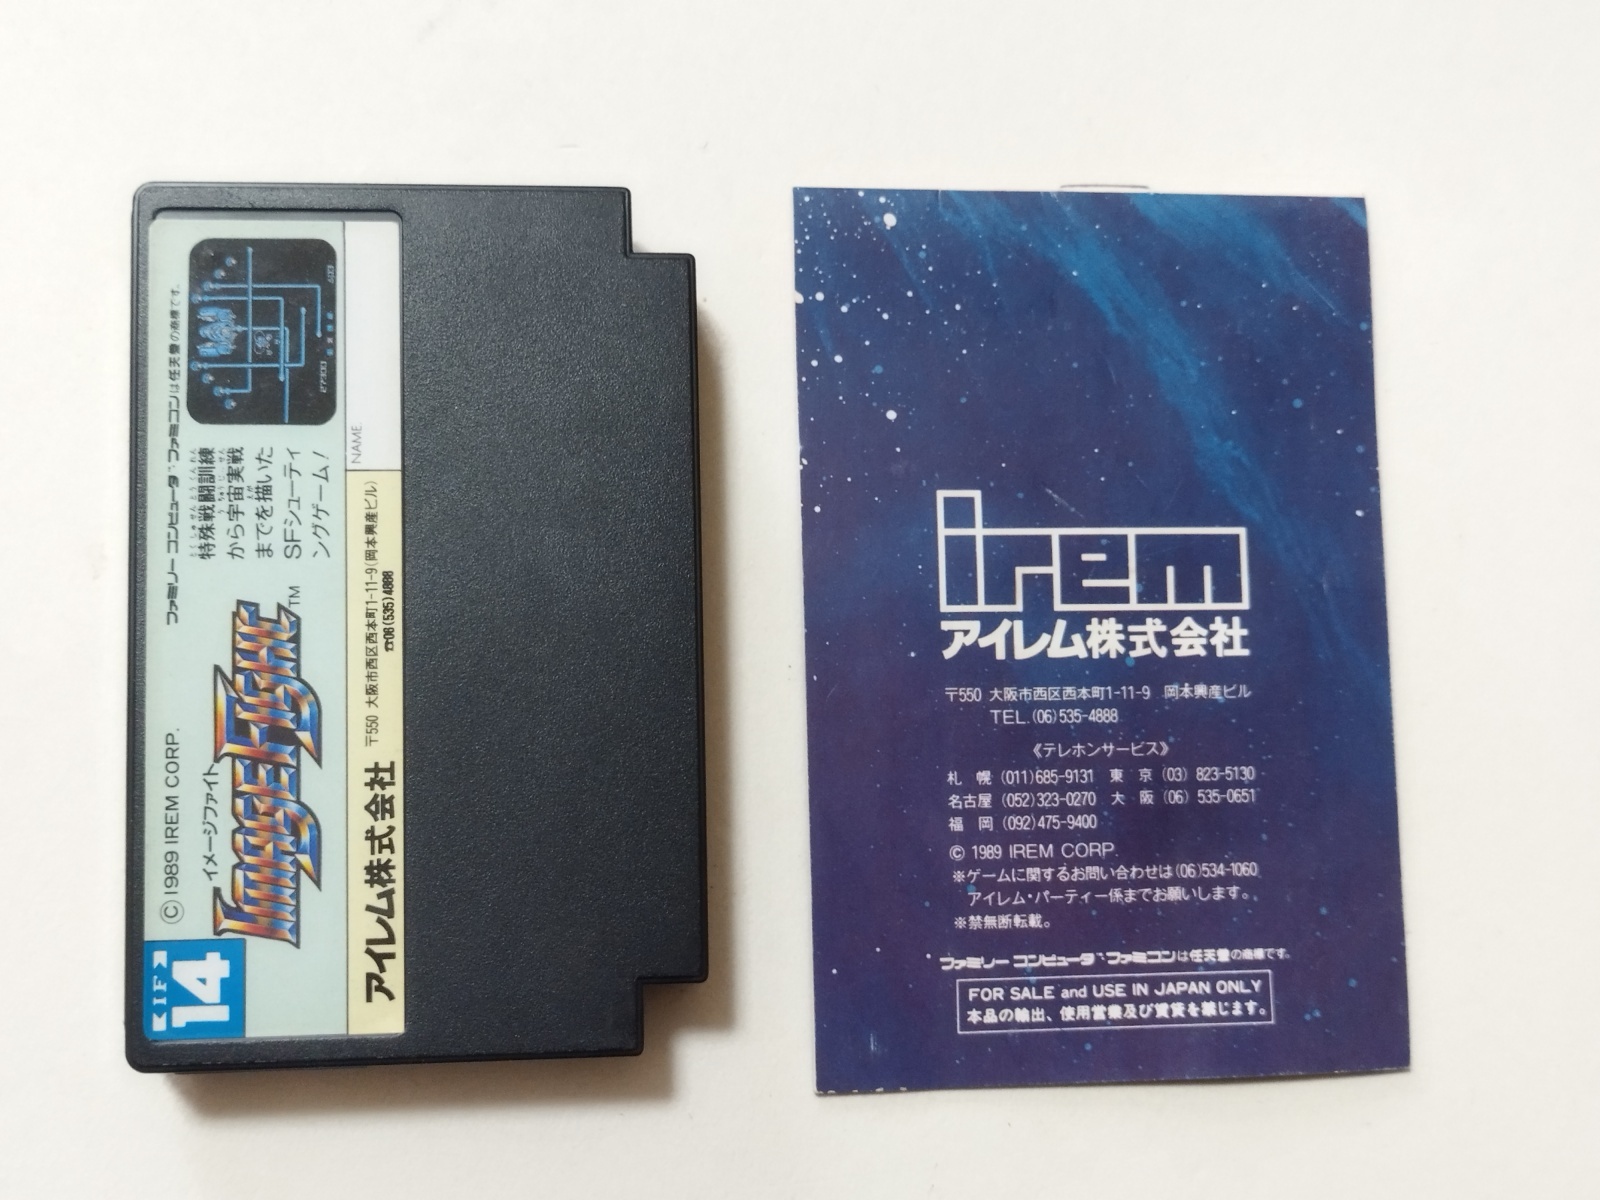 IF
14
© 1989 IREM CORP.
ファミリー コンピュータ・ファミコンは任天堂の商標です。
イメージファイト
IMAGE FIGHT TM
特殊戦闘訓練
から宇宙実戦
までを描いた
SFシューティ
ングゲーム!
アイレム株式会社
〒550 大阪市西区西本町1-11-9(岡本興産ビル)
☎06(535)4888
NAME
irem
アイレム株式会社
〒550 大阪市西区西本町1-11-9 岡本興産ビル
TEL.(06)535-4888
《テレホンサービス》
札 幌 (011)685-9131 東 京 (03) 823-5130
名古屋 (052)323-0270 大 阪 (06) 535-0651
福 岡 (092)475-9400
© 1989 IREM CORP.
※ゲームに関するお問い合わせは(06)534-1060
アイレム・パーティー係までお願いします。
※禁無断転載。
ファミリー コンピュータ・ファミコンは任天堂の商標です。
FOR SALE and USE IN JAPAN ONLY
本品の輸出、使用営業及び賃貸を禁じます。